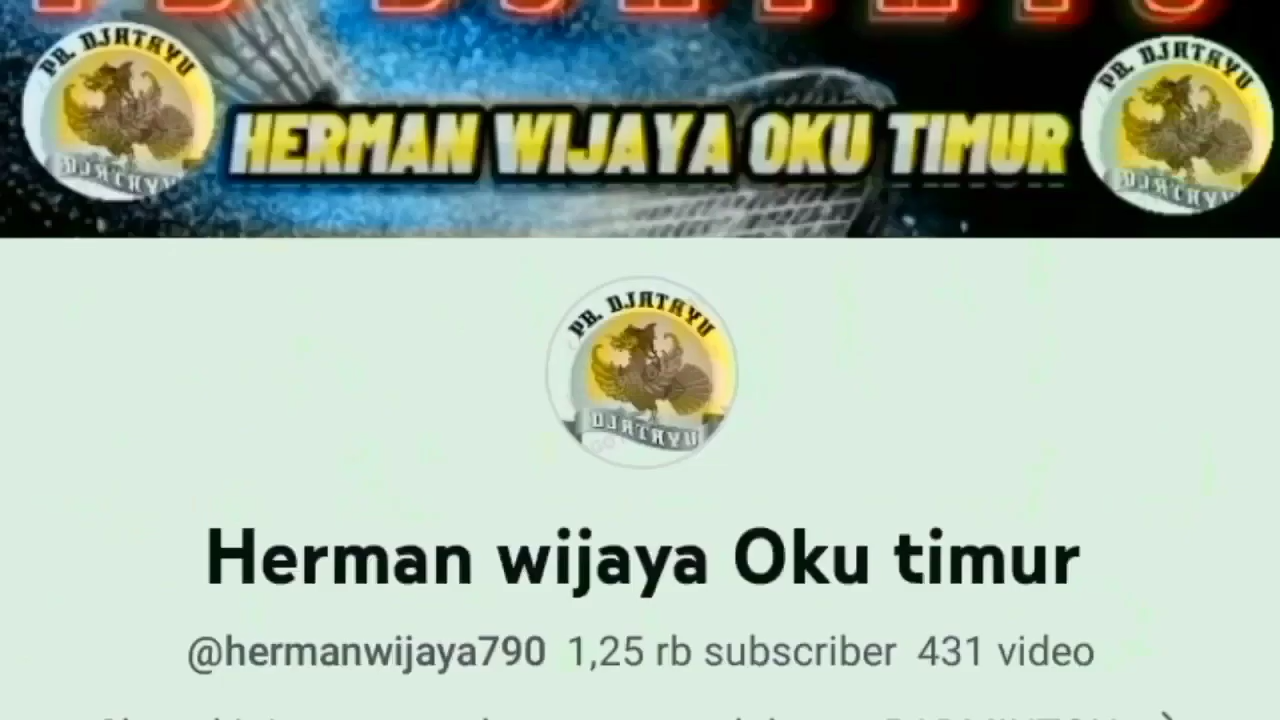 PB. DJATAYU
DJATAYU
HERMAN WIJAYA OKU TIMUR
PB. DJATAYU
DJATAYU
PB. DJATAYU
DJATAYU
Herman wijaya Oku timur
@hermanwijaya790 1,25 rb subscriber 431 video